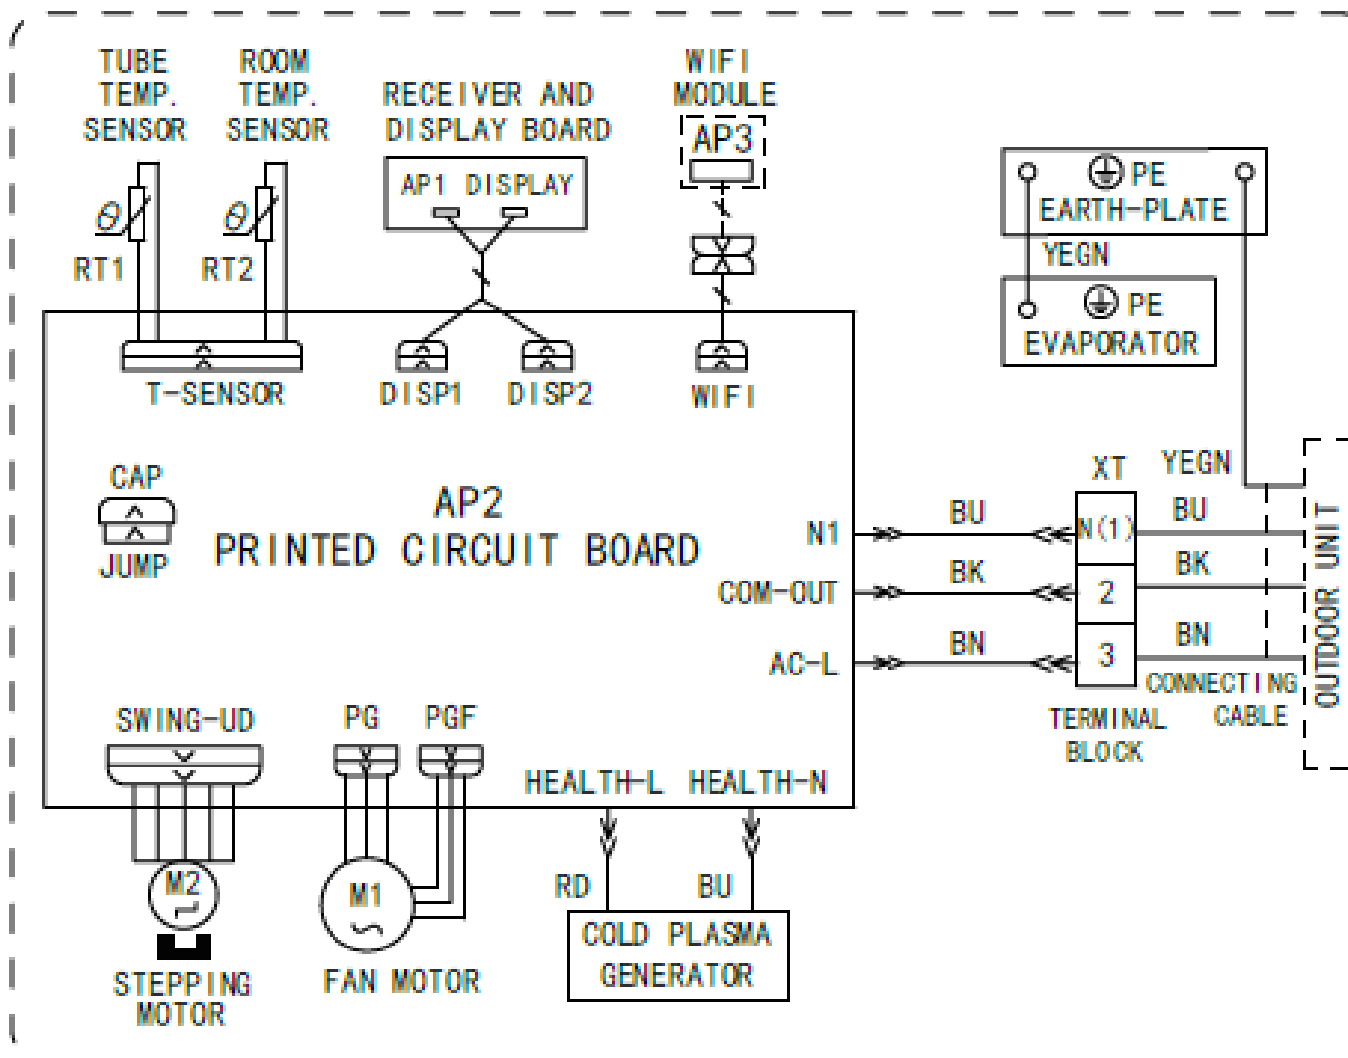 TUBE
TEMP.
SENSOR
ROOM
TEMP.
SENSOR
RECEIVER AND
DISPLAY BOARD
AP1 DISPLAY
WIFI
MODULE
AP3
PE
EARTH-PLATE
YEGN
PE
EVAPORATOR
θ
RT1
θ
RT2
T-SENSOR
DISP1
DISP2
WIFI
CAP
JUMP
AP2
PRINTED CIRCUIT BOARD
N1
COM-OUT
AC-L
BU
BK
BN
XT
N(1)
2
3
TERMINAL
BLOCK
YEGN
BU
BK
BN
CONNECTING
CABLE
OUTDOOR UNIT
SWING-UD
PG
PGF
HEALTH-L
HEALTH-N
M2
STEPPING
MOTOR
M1
FAN MOTOR
RD
BU
COLD PLASMA
GENERATOR